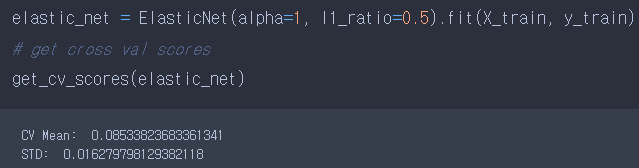 elastic_net = ElasticNet(alpha=1, l1_ratio=0.5).fit(X_train, y_train)
# get cross val scores
get_cv_scores(elastic_net)
CV Mean: 0.08533823683361341
STD: 0.016279798129382118